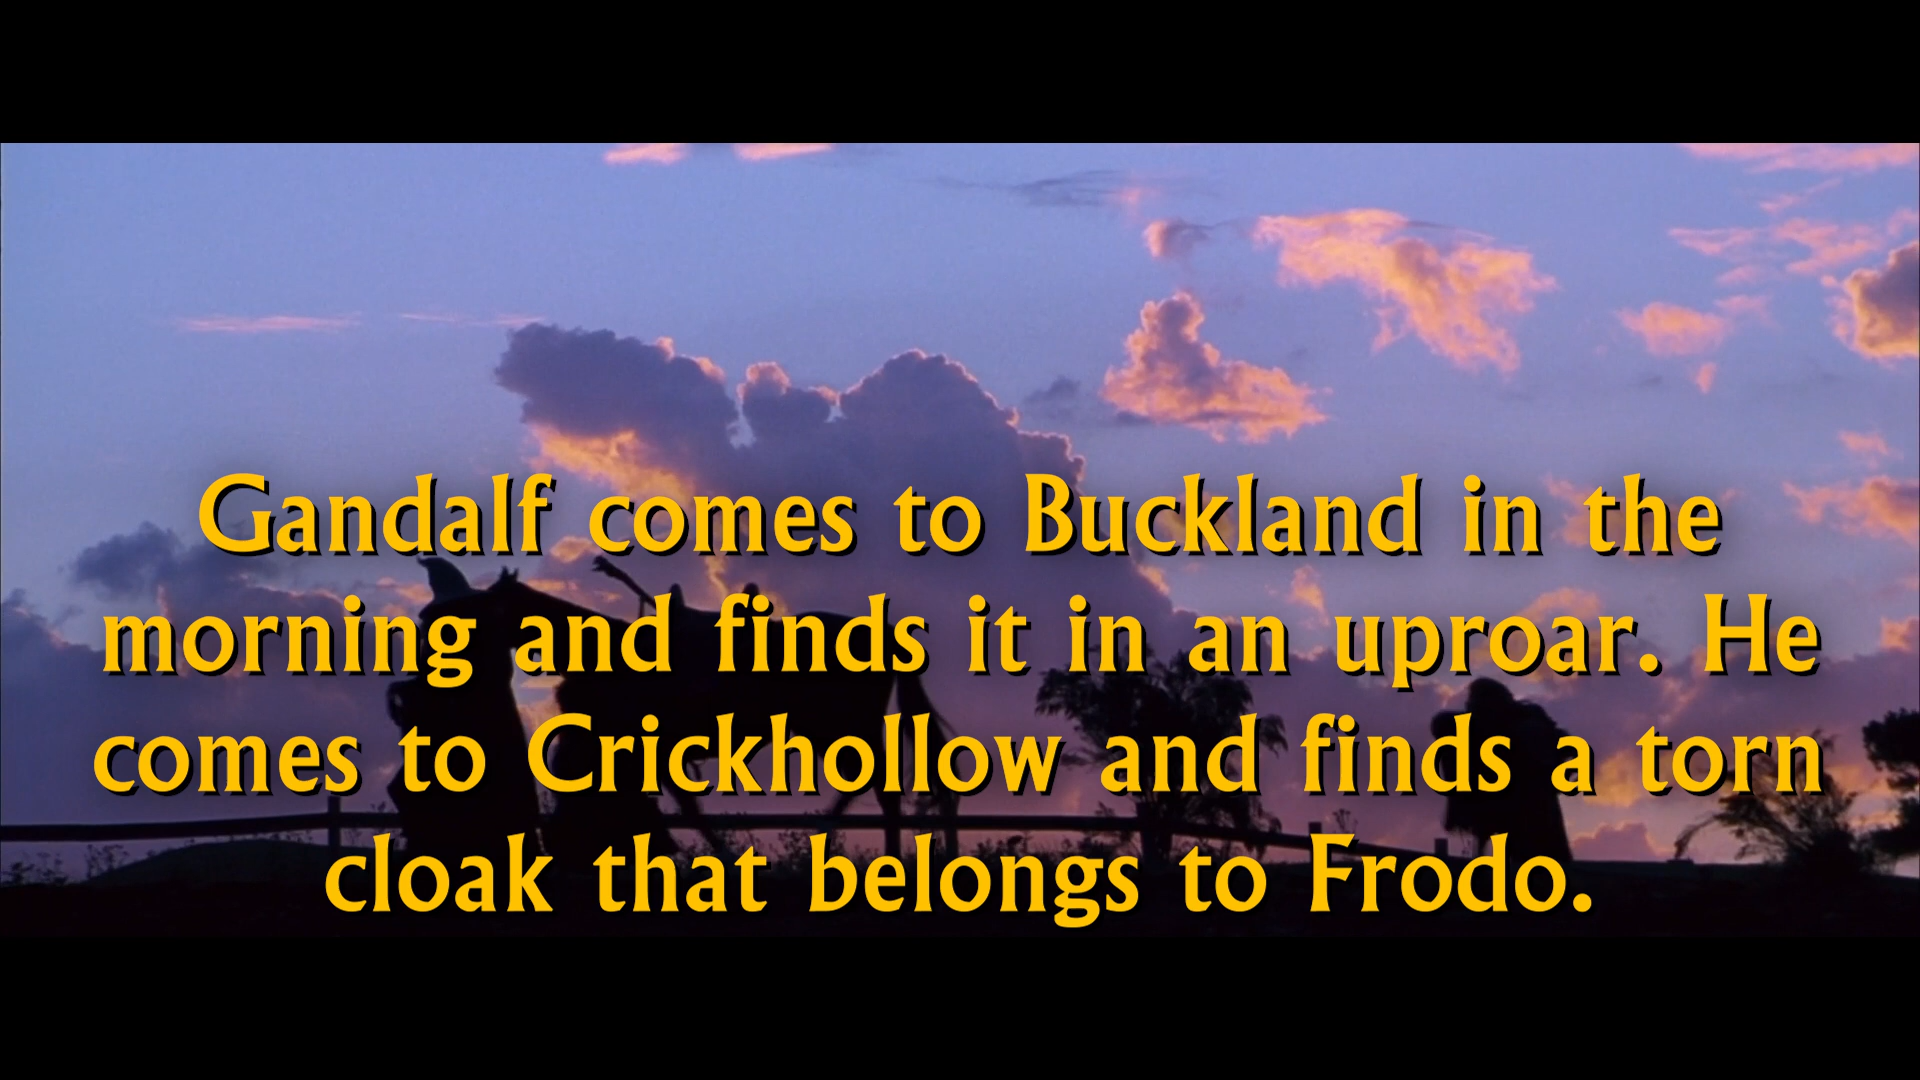 Gandalf comes to Buckland in the
morning and finds it in an uproar. He
comes to Crickhollow and finds a torn
cloak that belongs to Frodo.